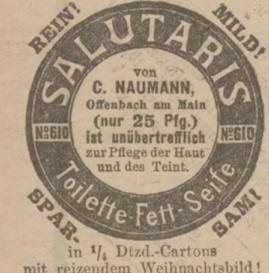 REIN!
MILD!
SALUTARIS
von
C. NAUMANN,
Offenbach am Main
(nur 25 Pfg.)
No 610
ist unübertrefflich
No 610
zur Pflege der Haut
und des Teint.
Toilette-Fett-Seife
SPAR-
SAM!
in 1/4 Dtzd.-Cartons
mit reizendem Weihnachtsbild!